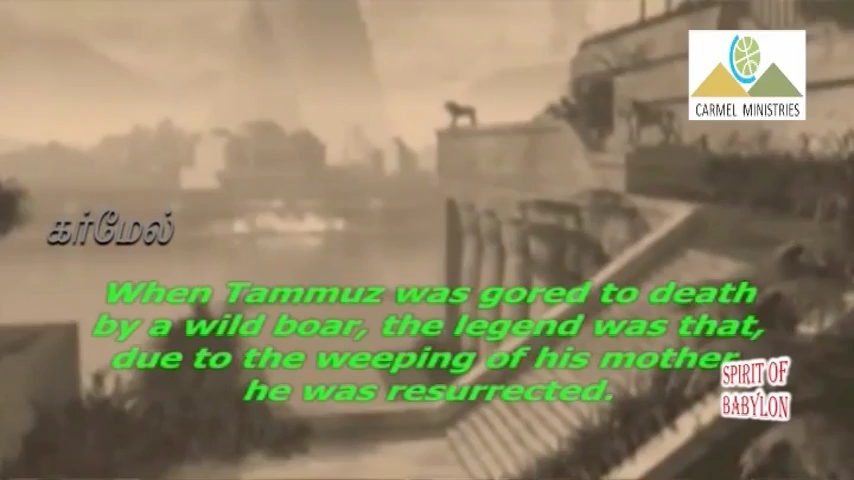 CARMEL MINISTRIES
கர்மேல்
When Tammuz was gored to death
by a wild boar, the legend was that,
due to the weeping of his mother
he was resurrected.
SPIRIT OF
BABYLON